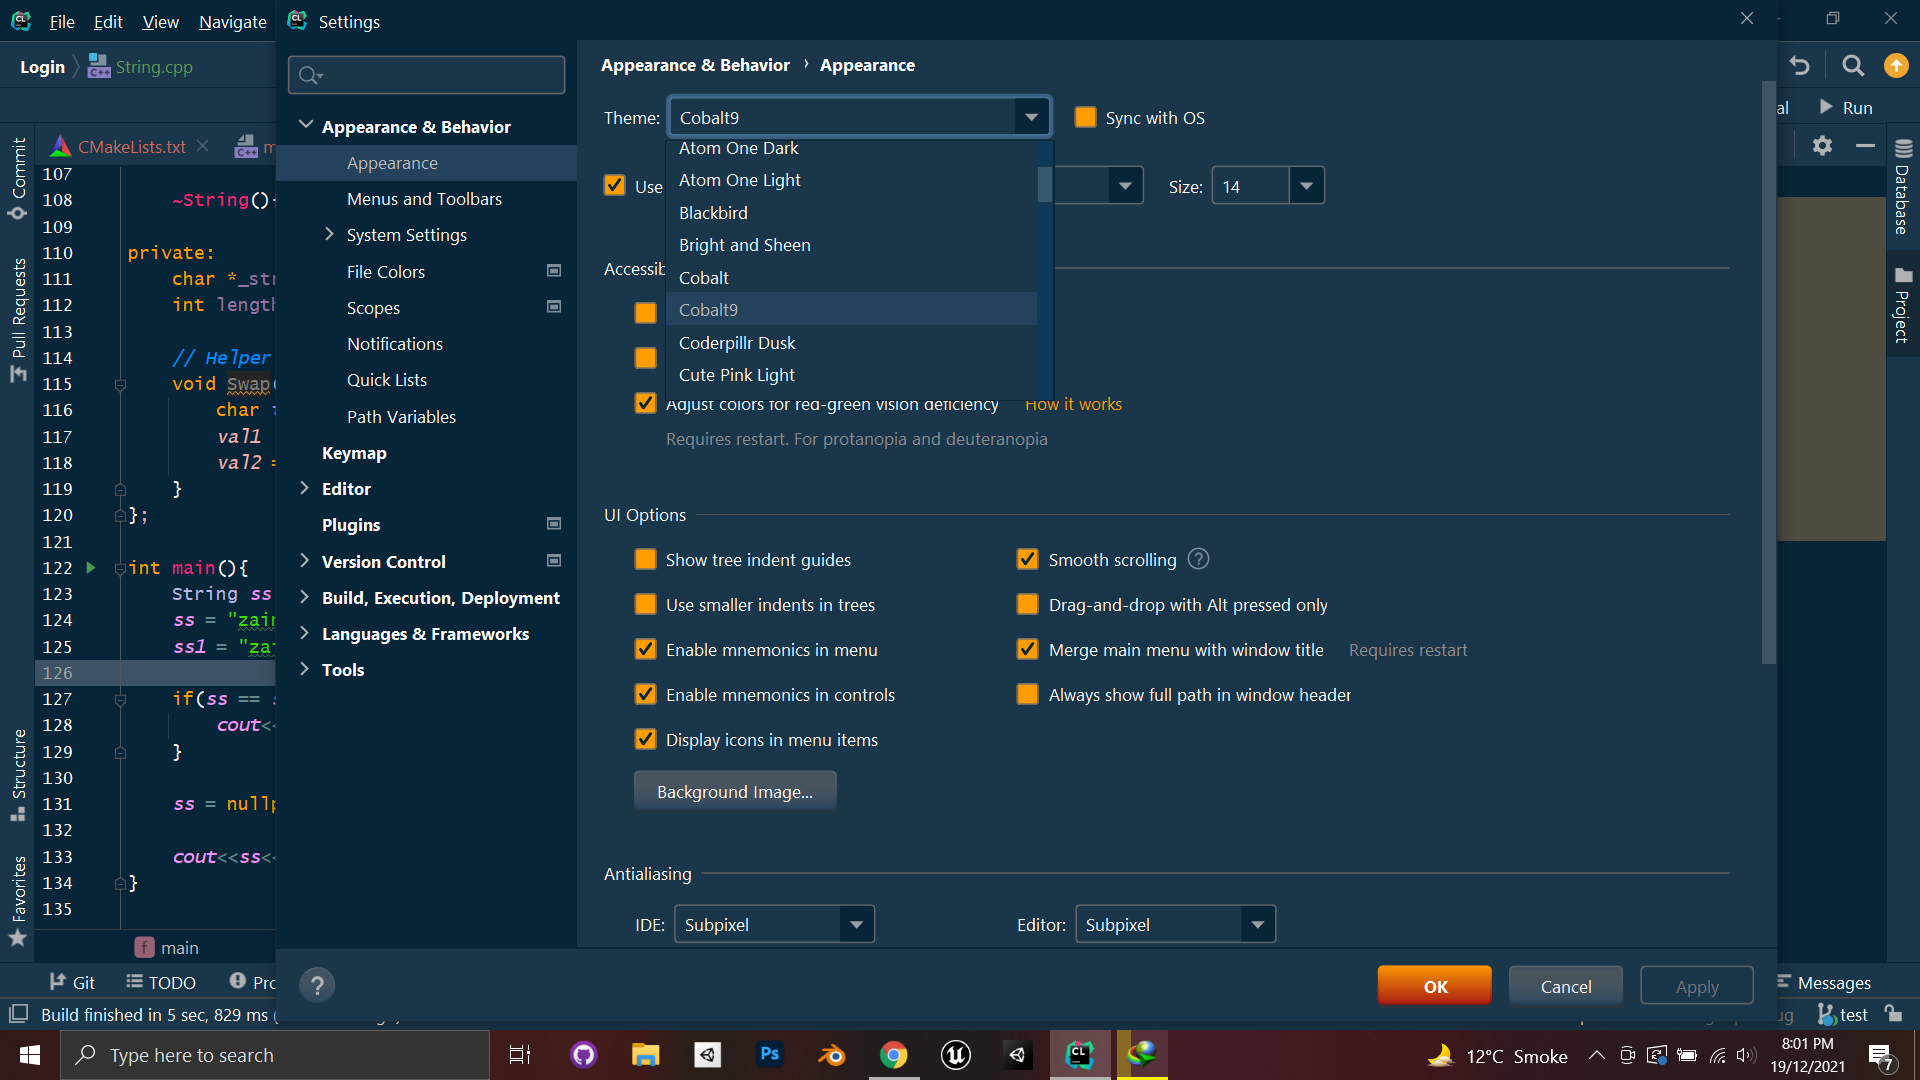 File Edit View Navigate
Settings
Login
String.cpp
Run
CMakeLists.txt
Commit
Pull Requests
Structure
Favorites
Database
Project
107
108 ~String(){
109
110 private:
111 char *_str
112 int length
113
114 // Helper
115 void Swap(
116 char
117 val1
118 val2 =
119 }
120 };
121
122 int main(){
123 String ss
124 ss = "zain
125 ss1 = "zai
126
127 if(ss ==
128 cout<<
129 }
130
131 ss = nullp
132
133 cout<<ss<<
134 }
135
f main
Appearance & Behavior
Appearance
Menus and Toolbars
System Settings
File Colors
Scopes
Notifications
Quick Lists
Path Variables
Keymap
Editor
Plugins
Version Control
Build, Execution, Deployment
Languages & Frameworks
Tools
Appearance & Behavior › Appearance
Theme: Cobalt9 Sync with OS
Atom One Dark
Atom One Light
Blackbird
Bright and Sheen
Cobalt
Cobalt9
Coderpillr Dusk
Cute Pink Light
Use
Size: 14
Accessib
Adjust colors for red-green vision deficiency How it works
Requires restart. For protanopia and deuteranopia
UI Options
Show tree indent guides
Smooth scrolling ?
Use smaller indents in trees
Drag-and-drop with Alt pressed only
Enable mnemonics in menu
Merge main menu with window title Requires restart
Enable mnemonics in controls
Always show full path in window header
Display icons in menu items
Background Image...
Antialiasing
IDE: Subpixel
Editor: Subpixel
?
OK Cancel Apply
Git TODO Pro
Messages
Build finished in 5 sec, 829 ms (
test
Type here to search
12°C Smoke
8:01 PM
19/12/2021
7